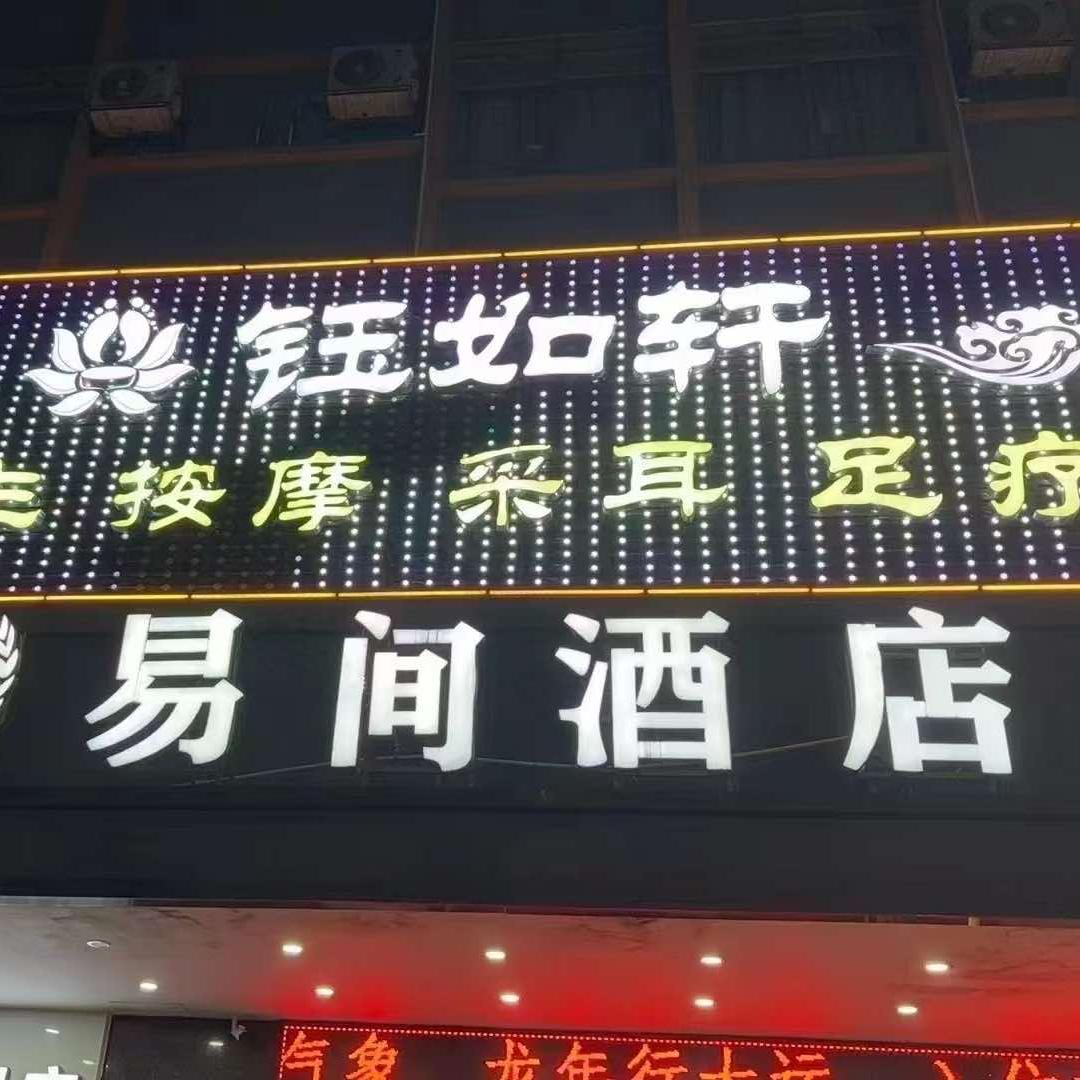 钰如轩
按摩 采耳 足疗
易间酒店
气象 龙年行大运